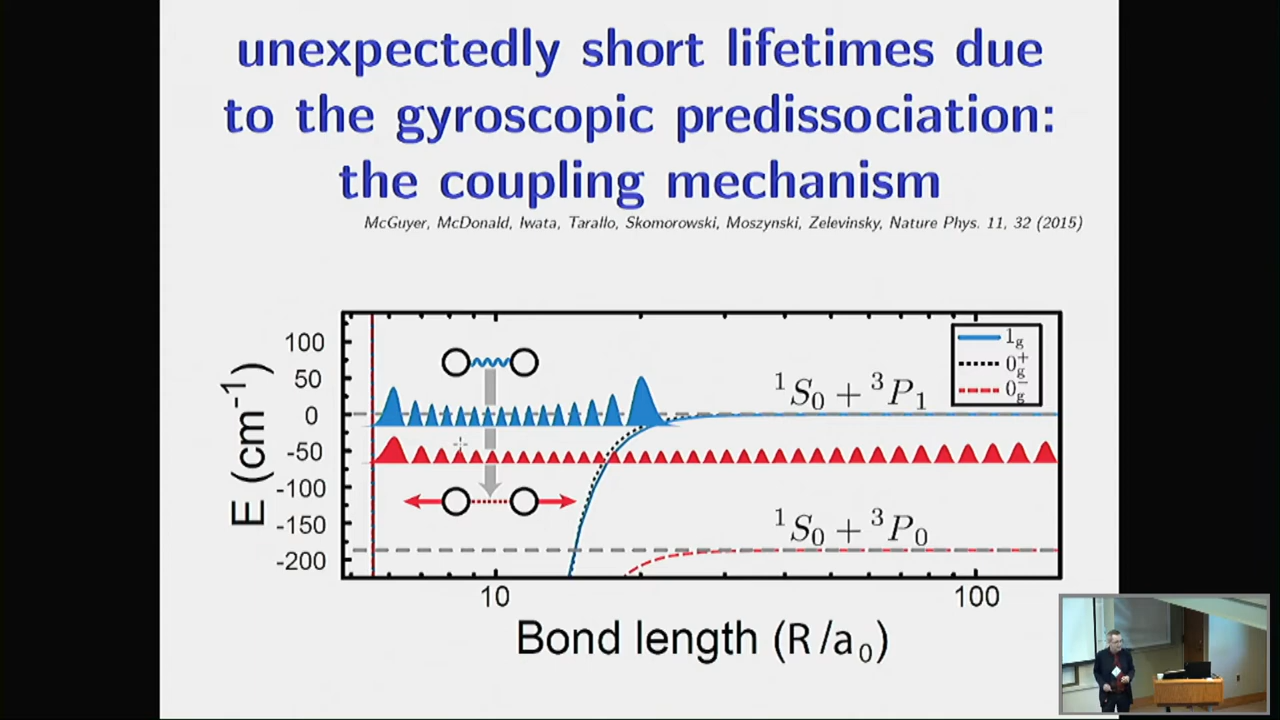 unexpectedly short lifetimes due
to the gyroscopic predissociation:
the coupling mechanism
McGuyer, McDonald, Iwata, Tarallo, Skomorowski, Moszynski, Zelevinsky, Nature Phys. 11, 32 (2015)
E (cm⁻¹)
100
50
0
-50
-100
-150
-200
¹S₀ + ³P₁
¹S₀ + ³P₀
1g
0g⁺
0g⁻
10
100
Bond length (R/a₀)